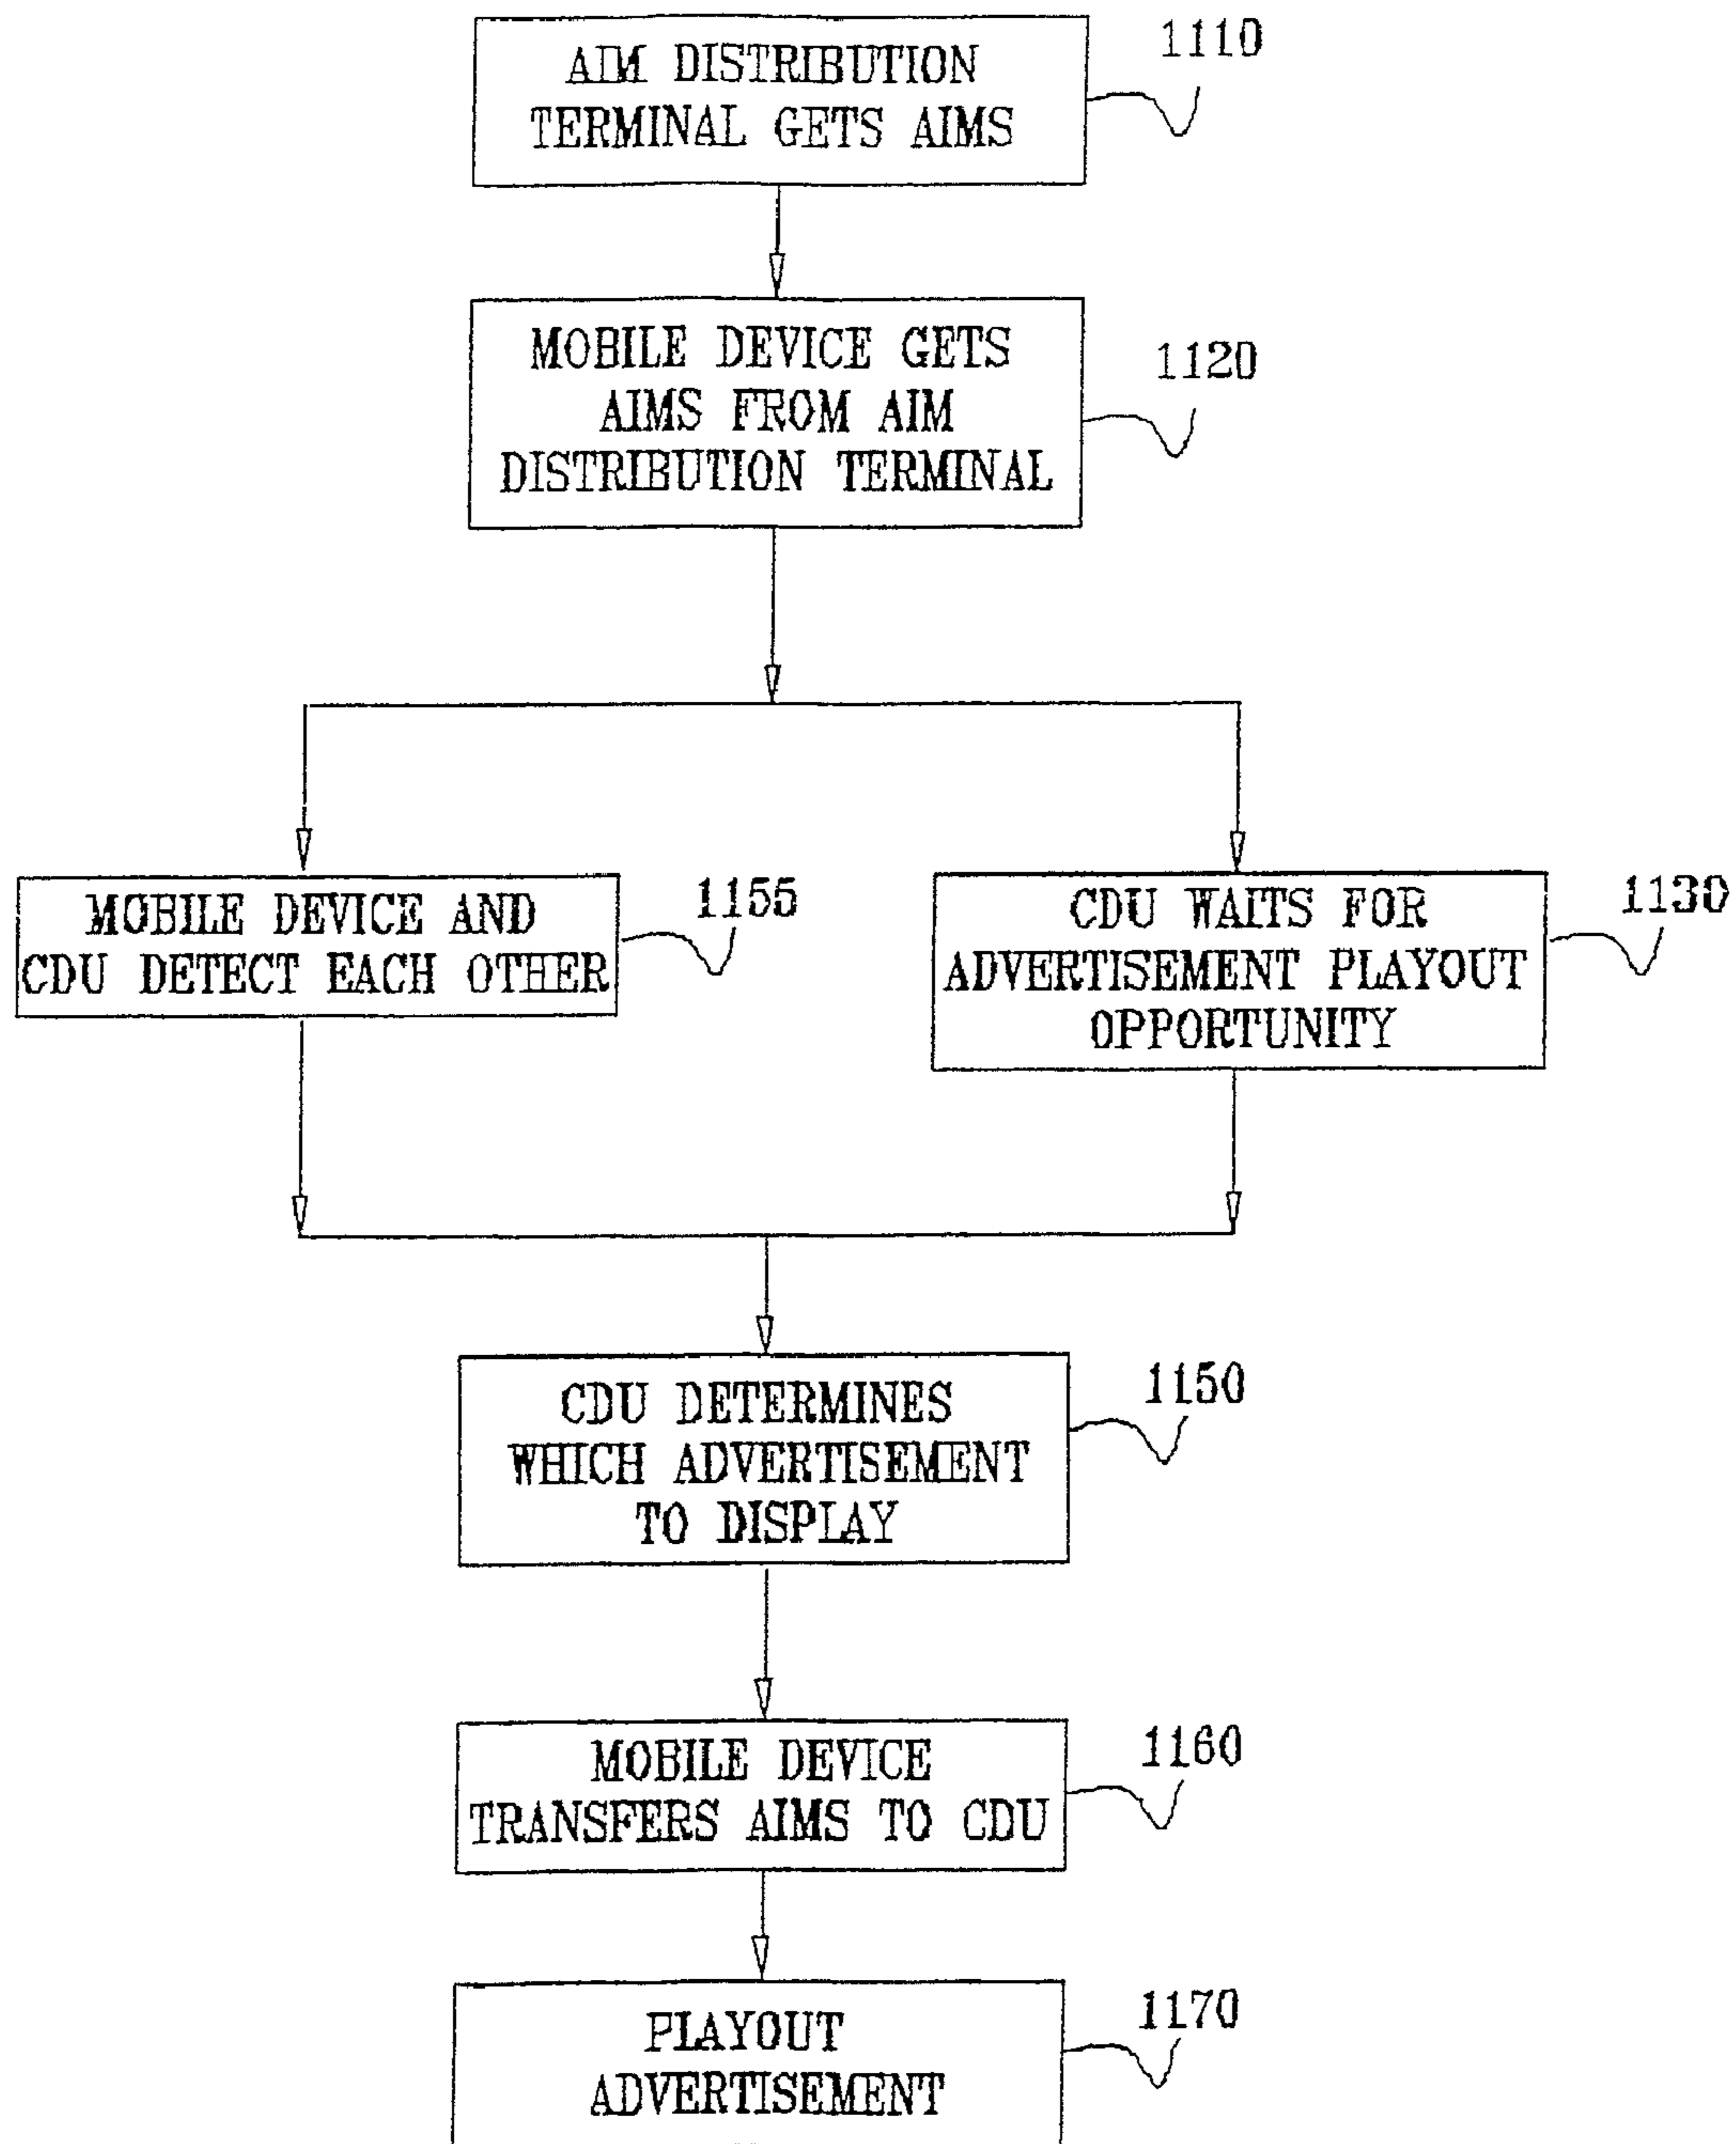 AIM DISTRIBUTION
TERMINAL GETS AIMS
1110
MOBILE DEVICE GETS
AIMS FROM AIM
DISTRIBUTION TERMINAL
1120
MOBILE DEVICE AND
CDU DETECT EACH OTHER
1155
CDU WAITS FOR
ADVERTISEMENT PLAYOUT
OPPORTUNITY
1130
CDU DETERMINES
WHICH ADVERTISEMENT
TO DISPLAY
1150
MOBILE DEVICE
TRANSFERS AIMS TO CDU
1160
PLAYOUT
ADVERTISEMENT
1170